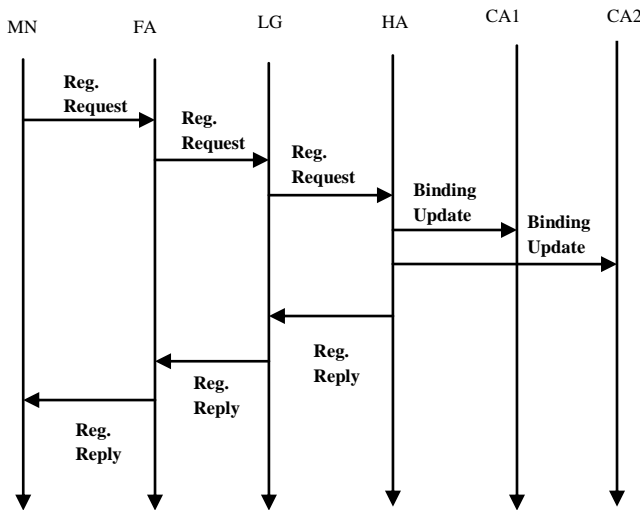 MN FA LG HA CA1 CA2
Reg.
Request
Reg.
Request
Reg.
Request
Binding
Update
Binding
Update
Reg.
Reply
Reg.
Reply
Reg.
Reply